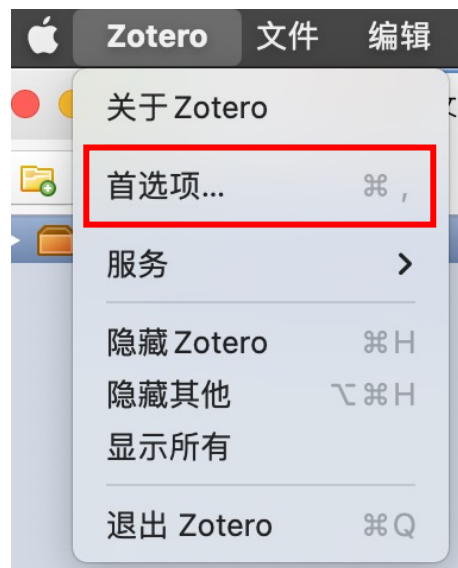 Zotero 文件 编辑
关于 Zotero
首选项... ⌘ ,
服务
隐藏 Zotero ⌘ H
隐藏其他 ⌥ ⌘ H
显示所有
退出 Zotero ⌘ Q